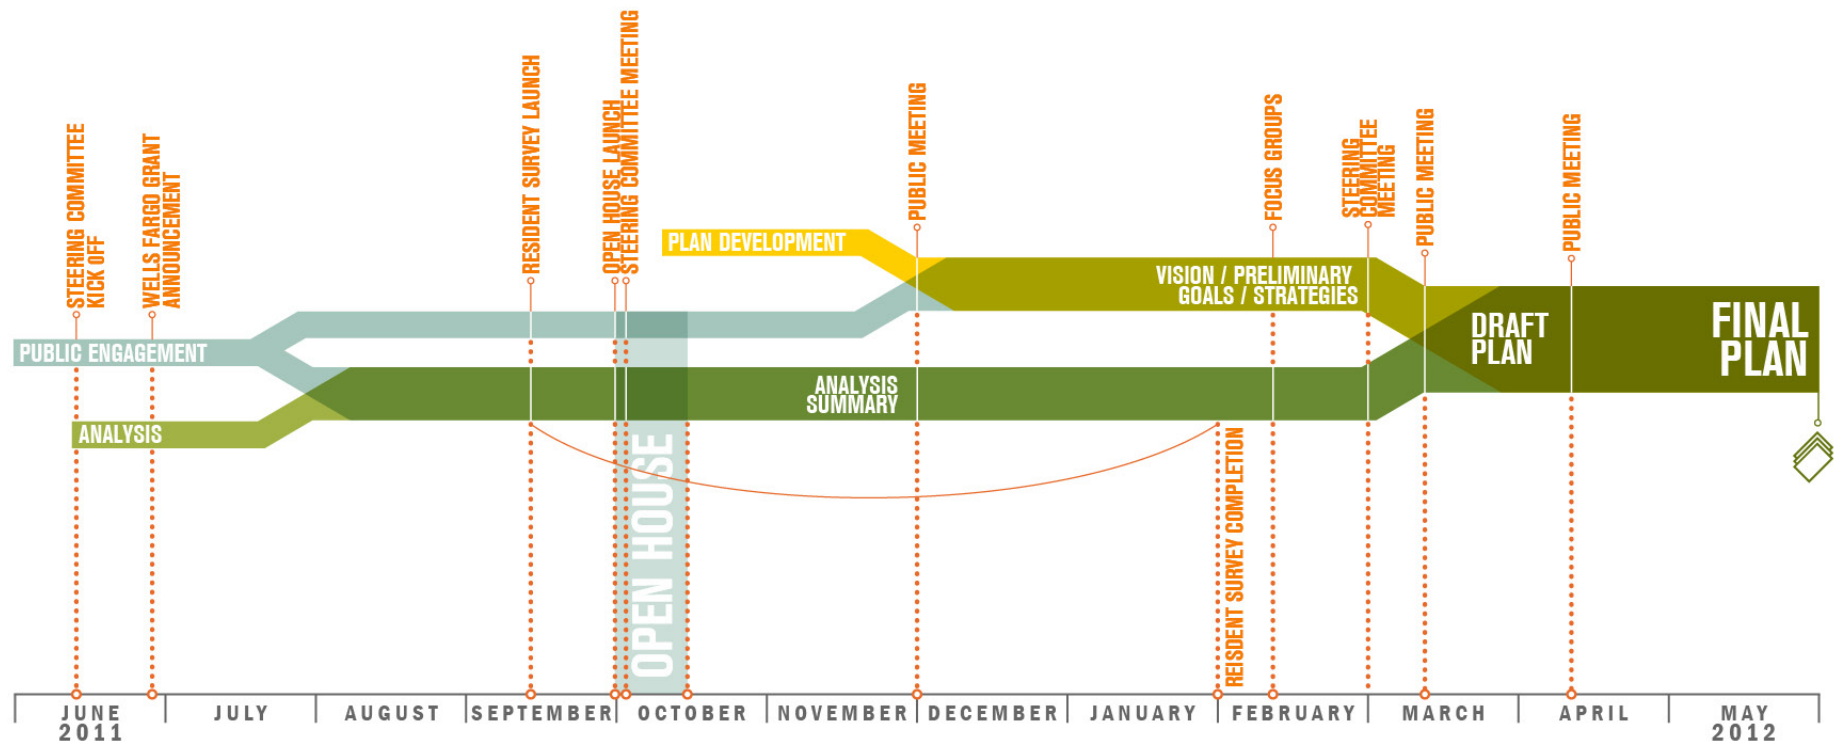 STEERING COMMITTEE
KICK OFF
WELLS FARGO GRANT
ANNOUNCEMENT
RESIDENT SURVEY LAUNCH
OPEN HOUSE LAUNCH
STEERING COMMITTEE MEETING
PUBLIC MEETING
FOCUS GROUPS
STEERING
COMMITTEE
MEETING
PUBLIC MEETING
PUBLIC MEETING
PLAN DEVELOPMENT
VISION / PRELIMINARY
GOALS / STRATEGIES
PUBLIC ENGAGEMENT
DRAFT
PLAN
FINAL
PLAN
ANALYSIS
SUMMARY
ANALYSIS
OPEN HOUSE
REISDENT SURVEY COMPLETION
JUNE
2011
JULY
AUGUST
SEPTEMBER
OCTOBER
NOVEMBER
DECEMBER
JANUARY
FEBRUARY
MARCH
APRIL
MAY
2012